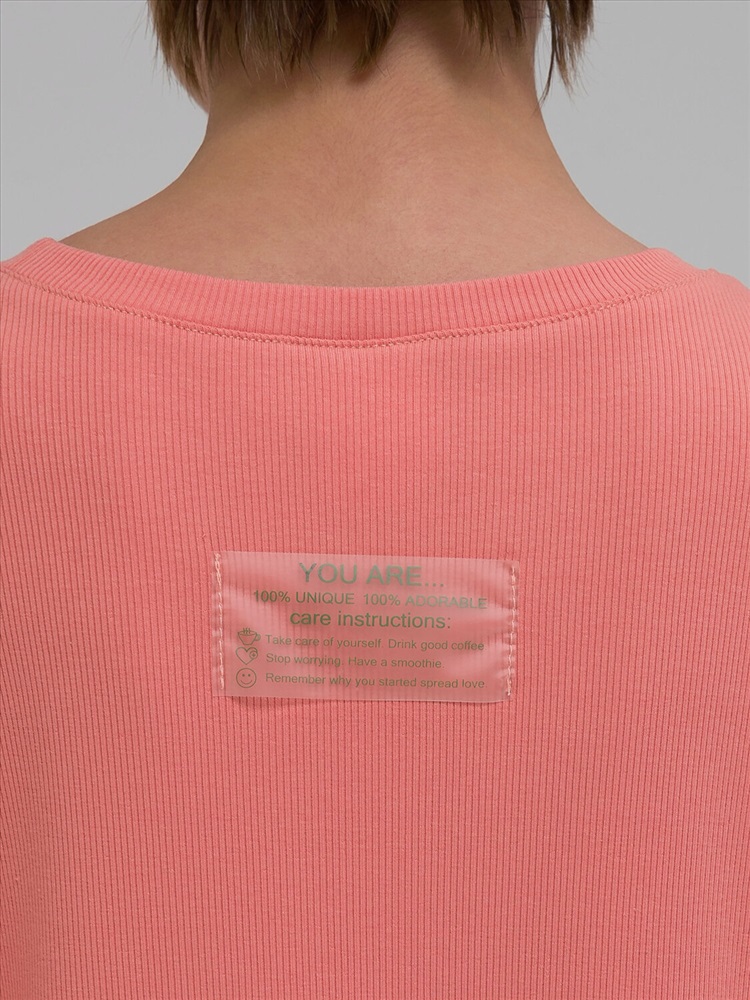 YOU ARE...
100% UNIQUE 100% ADORABLE
care instructions:
Take care of yourself. Drink good coffee
Stop worrying. Have a smoothie.
Remember why you started spread love.